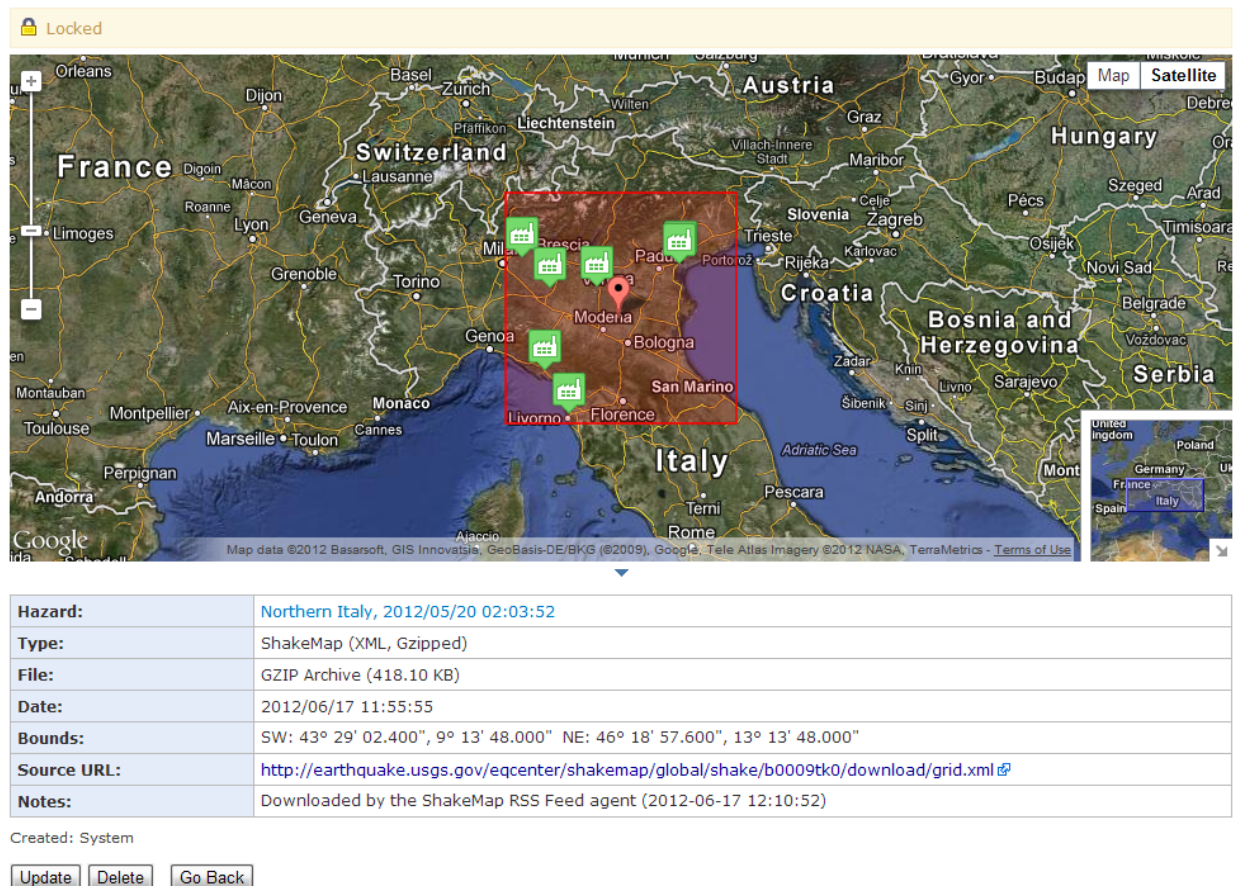 Locked
Orleans
Basel
Zurich
Austria
Gyor
Budap
Map
Satellite
Dijon
Wilten
Debre
Pfäffikon
Liechtenstein
Graz
Hungary
France
Digoin
Switzerland
Villach-Innere
Stadt
Maribor
Mâcon
Lausanne
Szeged
Arad
Roanne
Geneva
Celje
Pécs
Lyon
Slovenia
Zagreb
Timisoara
Limoges
Trieste
Osijek
Brescia
Karlovac
Grenoble
Torino
Portorož
Rijeka
Novi Sad
Croatia
Belgrade
Modena
Bosnia and
Herzegovina
Genoa
Bologna
Voždovac
Zadar
Knin
Serbia
Montauban
San Marino
Livno
Sarajevo
Monaco
Aix-en-Provence
Montpellier
Šibenik
Sinj
Livorno
Florence
Toulouse
Cannes
Marseille
Toulon
Split
Adriatic Sea
Italy
Perpignan
Mont
Andorra
Pescara
Terni
Rome
Ajaccio
Google
United
Poland
Germany
France
Spain
Italy
Map data ©2012 Basarsoft, GIS Innovatsia, GeoBasis-DE/BKG (©2009), Google, Tele Atlas Imagery ©2012 NASA, TerraMetrics - Terms of Use
Hazard: Northern Italy, 2012/05/20 02:03:52
Type: ShakeMap (XML, Gzipped)
File: GZIP Archive (418.10 KB)
Date: 2012/06/17 11:55:55
Bounds: SW: 43º 29' 02.400", 9º 13' 48.000" NE: 46º 18' 57.600", 13º 13' 48.000"
Source URL: http://earthquake.usgs.gov/eqcenter/shakemap/global/shake/b0009tk0/download/grid.xml
Notes: Downloaded by the ShakeMap RSS Feed agent (2012-06-17 12:10:52)
Created: System
Update Delete Go Back